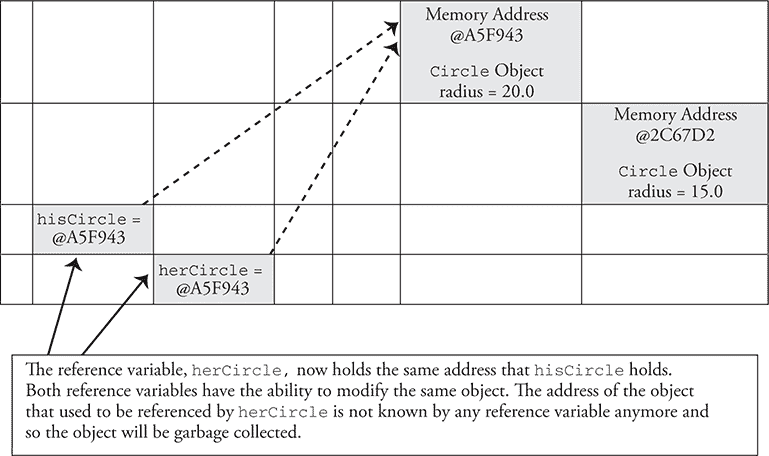 Memory Address
@A5F943
Circle Object
radius = 20.0
Memory Address
@2C67D2
Circle Object
radius = 15.0
hisCircle =
@A5F943
herCircle =
@A5F943
The reference variable, herCircle, now holds the same address that hisCircle holds.
Both reference variables have the ability to modify the same object. The address of the object
that used to be referenced by herCircle is not known by any reference variable anymore and
so the object will be garbage collected.